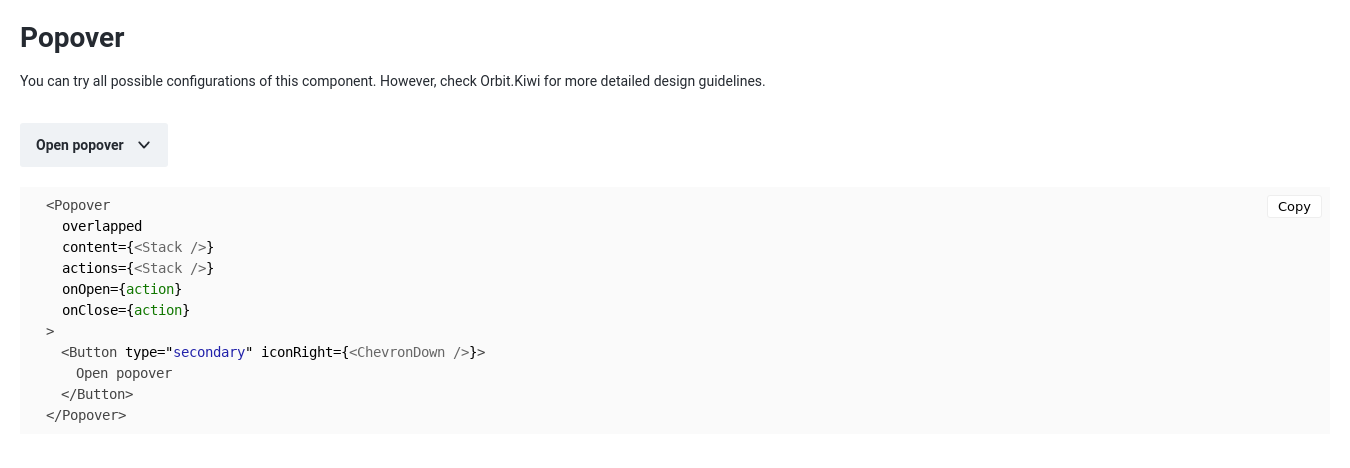 Popover
You can try all possible configurations of this component. However, check Orbit.Kiwi for more detailed design guidelines.
Open popover
Copy
<Popover
overlapped
content={<Stack />}
actions={<Stack />}
onOpen={action}
onClose={action}
>
<Button type="secondary" iconRight={<ChevronDown />}>
Open popover
</Button>
</Popover>